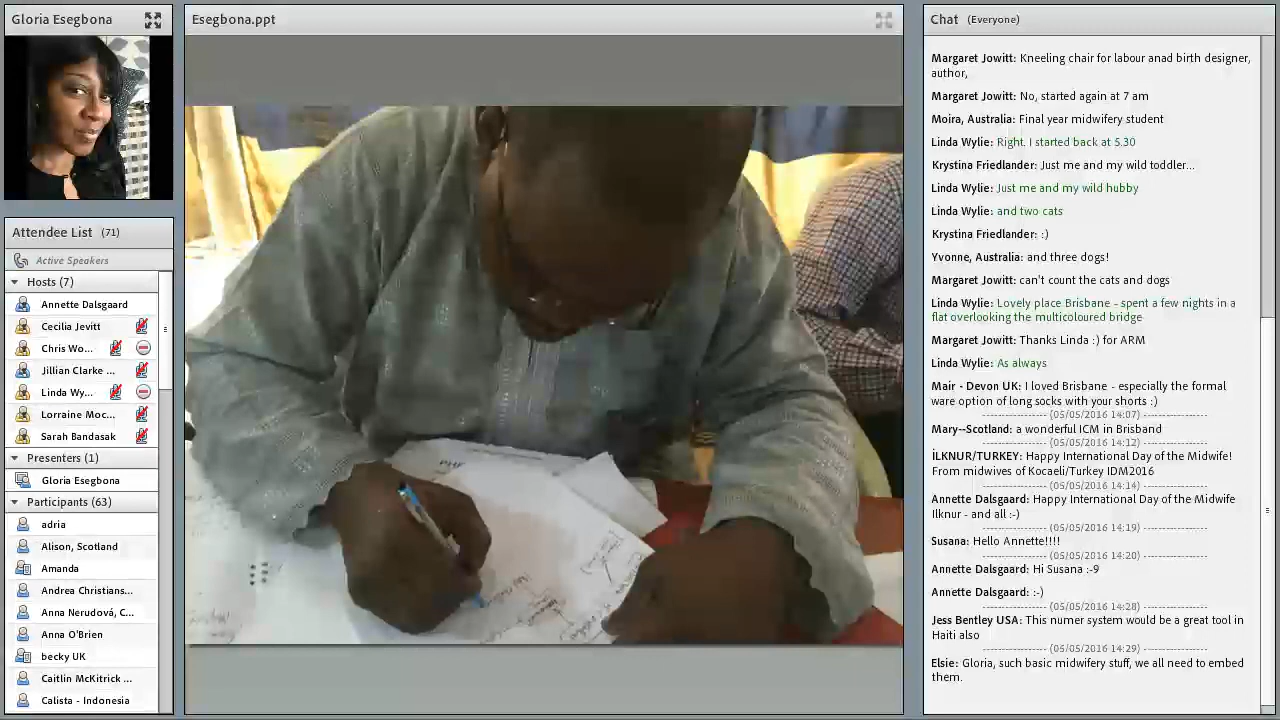 Gloria Esegbona
Esegbona.ppt
Chat (Everyone)
Attendee List (71)
Active Speakers
Hosts (7)
Annette Dalsgaard
Cecilia Jevitt
Chris Wo...
Jillian Clarke ...
Linda Wy...
Lorraine Moc...
Sarah Bandasak
Presenters (1)
Gloria Esegbona
Participants (63)
adria
Alison, Scotland
Amanda
Andrea Christians...
Anna Nerudová, C...
Anna O'Brien
becky UK
Caitlin McKitrick ...
Calista - Indonesia
Margaret Jowitt: Kneeling chair for labour anad birth designer,
author,
Margaret Jowitt: No, started again at 7 am
Moira, Australia: Final year midwifery student
Linda Wylie: Right. I started back at 5.30
Krystina Friedlander: Just me and my wild toddler...
Linda Wylie: Just me and my wild hubby
Linda Wylie: and two cats
Krystina Friedlander: :)
Yvonne, Australia: and three dogs!
Margaret Jowitt: can't count the cats and dogs
Linda Wylie: Lovely place Brisbane - spent a few nights in a
flat overlooking the multicoloured bridge
Margaret Jowitt: Thanks Linda :) for ARM
Linda Wylie: As always
Mair - Devon UK: I loved Brisbane - especially the formal
ware option of long socks with your shorts :)
------------------ (05/05/2016 14:07) ------------------
Mary--Scotland: a wonderful ICM in Brisband
------------------ (05/05/2016 14:12) ------------------
İLKNUR/TURKEY: Happy International Day of the Midwife!
From midwives of Kocaeli/Turkey IDM2016
------------------ (05/05/2016 14:14) ------------------
Annette Dalsgaard: Happy International Day of the Midwife
Ilknur - and all :-)
------------------ (05/05/2016 14:19) ------------------
Susana: Hello Annette!!!!
------------------ (05/05/2016 14:20) ------------------
Annette Dalsgaard: Hi Susana :-9
Annette Dalsgaard: :-)
------------------ (05/05/2016 14:28) ------------------
Jess Bentley USA: This numer system would be a great tool in
Haiti also
------------------ (05/05/2016 14:29) ------------------
Elsie: Gloria, such basic midwifery stuff, we all need to embed
them.